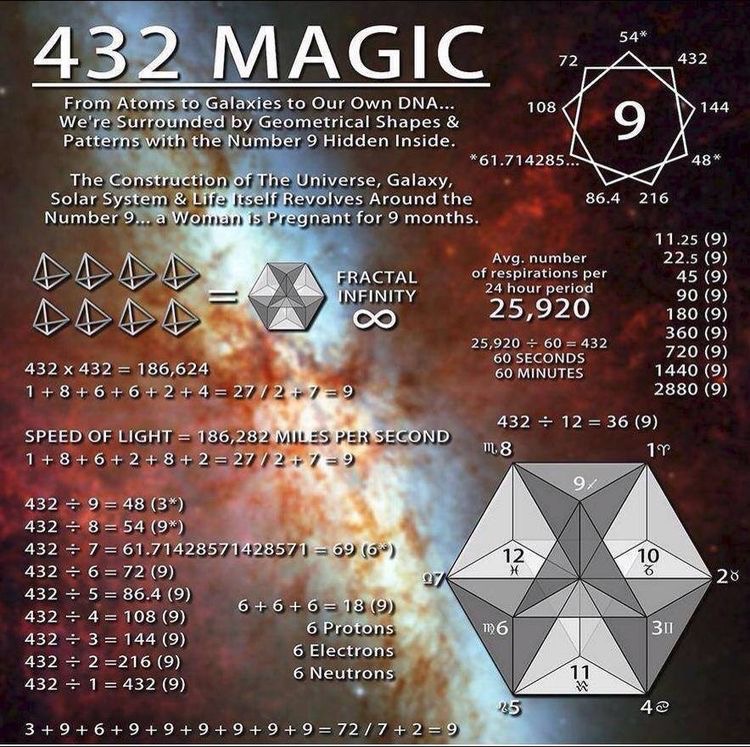 432 MAGIC
From Atoms to Galaxies to Our Own DNA...
We're Surrounded by Geometrical Shapes &
Patterns with the Number 9 Hidden Inside.
The Construction of The Universe, Galaxy,
Solar System & Life Itself Revolves Around the
Number 9... a Woman is Pregnant for 9 months.
54*
72
432
108
9
144
*61.714285...
48*
86.4
216
=
FRACTAL
INFINITY
∞
Avg. number
of respirations per
24 hour period
25,920
25,920 ÷ 60 = 432
60 SECONDS
60 MINUTES
11.25 (9)
22.5 (9)
45 (9)
90 (9)
180 (9)
360 (9)
720 (9)
1440 (9)
2880 (9)
432 x 432 = 186,624
1 + 8 + 6 + 6 + 2 + 4 = 27 / 2 + 7 = 9
SPEED OF LIGHT = 186,282 MILES PER SECOND
1 + 8 + 6 + 2 + 8 + 2 = 27 / 2 + 7 = 9
432 ÷ 9 = 48 (3*)
432 ÷ 8 = 54 (9*)
432 ÷ 7 = 61.71428571428571 = 69 (6*)
432 ÷ 6 = 72 (9)
432 ÷ 5 = 86.4 (9)
432 ÷ 4 = 108 (9)
432 ÷ 3 = 144 (9)
432 ÷ 2 =216 (9)
432 ÷ 1 = 432 (9)
6 + 6 + 6 = 18 (9)
6 Protons
6 Electrons
6 Neutrons
432 ÷ 12 = 36 (9)
♏8
1♈
9
12
♓
10
♉
7
2♉
♍6
3♊
11
♒
5
4♋
3 + 9 + 6 + 9 + 9 + 9 + 9 + 9 + 9 = 72 / 7 + 2 = 9